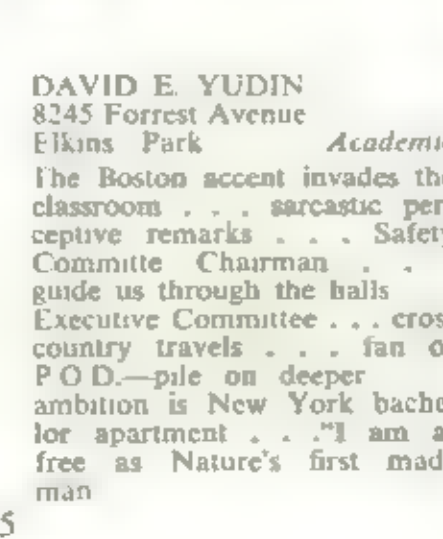 DAVID E. YUDIN
8245 Forrest Avenue
Elkins Park Academi
The Boston accent invades th
classroom . . . sarcastic per
ceptive remarks . . . Safety
Committe Chairman . .
guide us through the halls
Executive Committee . . . cros
country travels . . . fan o
P O D.—pile on deeper
ambition is New York bache
lor apartment . . ."I am a
free as Nature's first mad
man
5